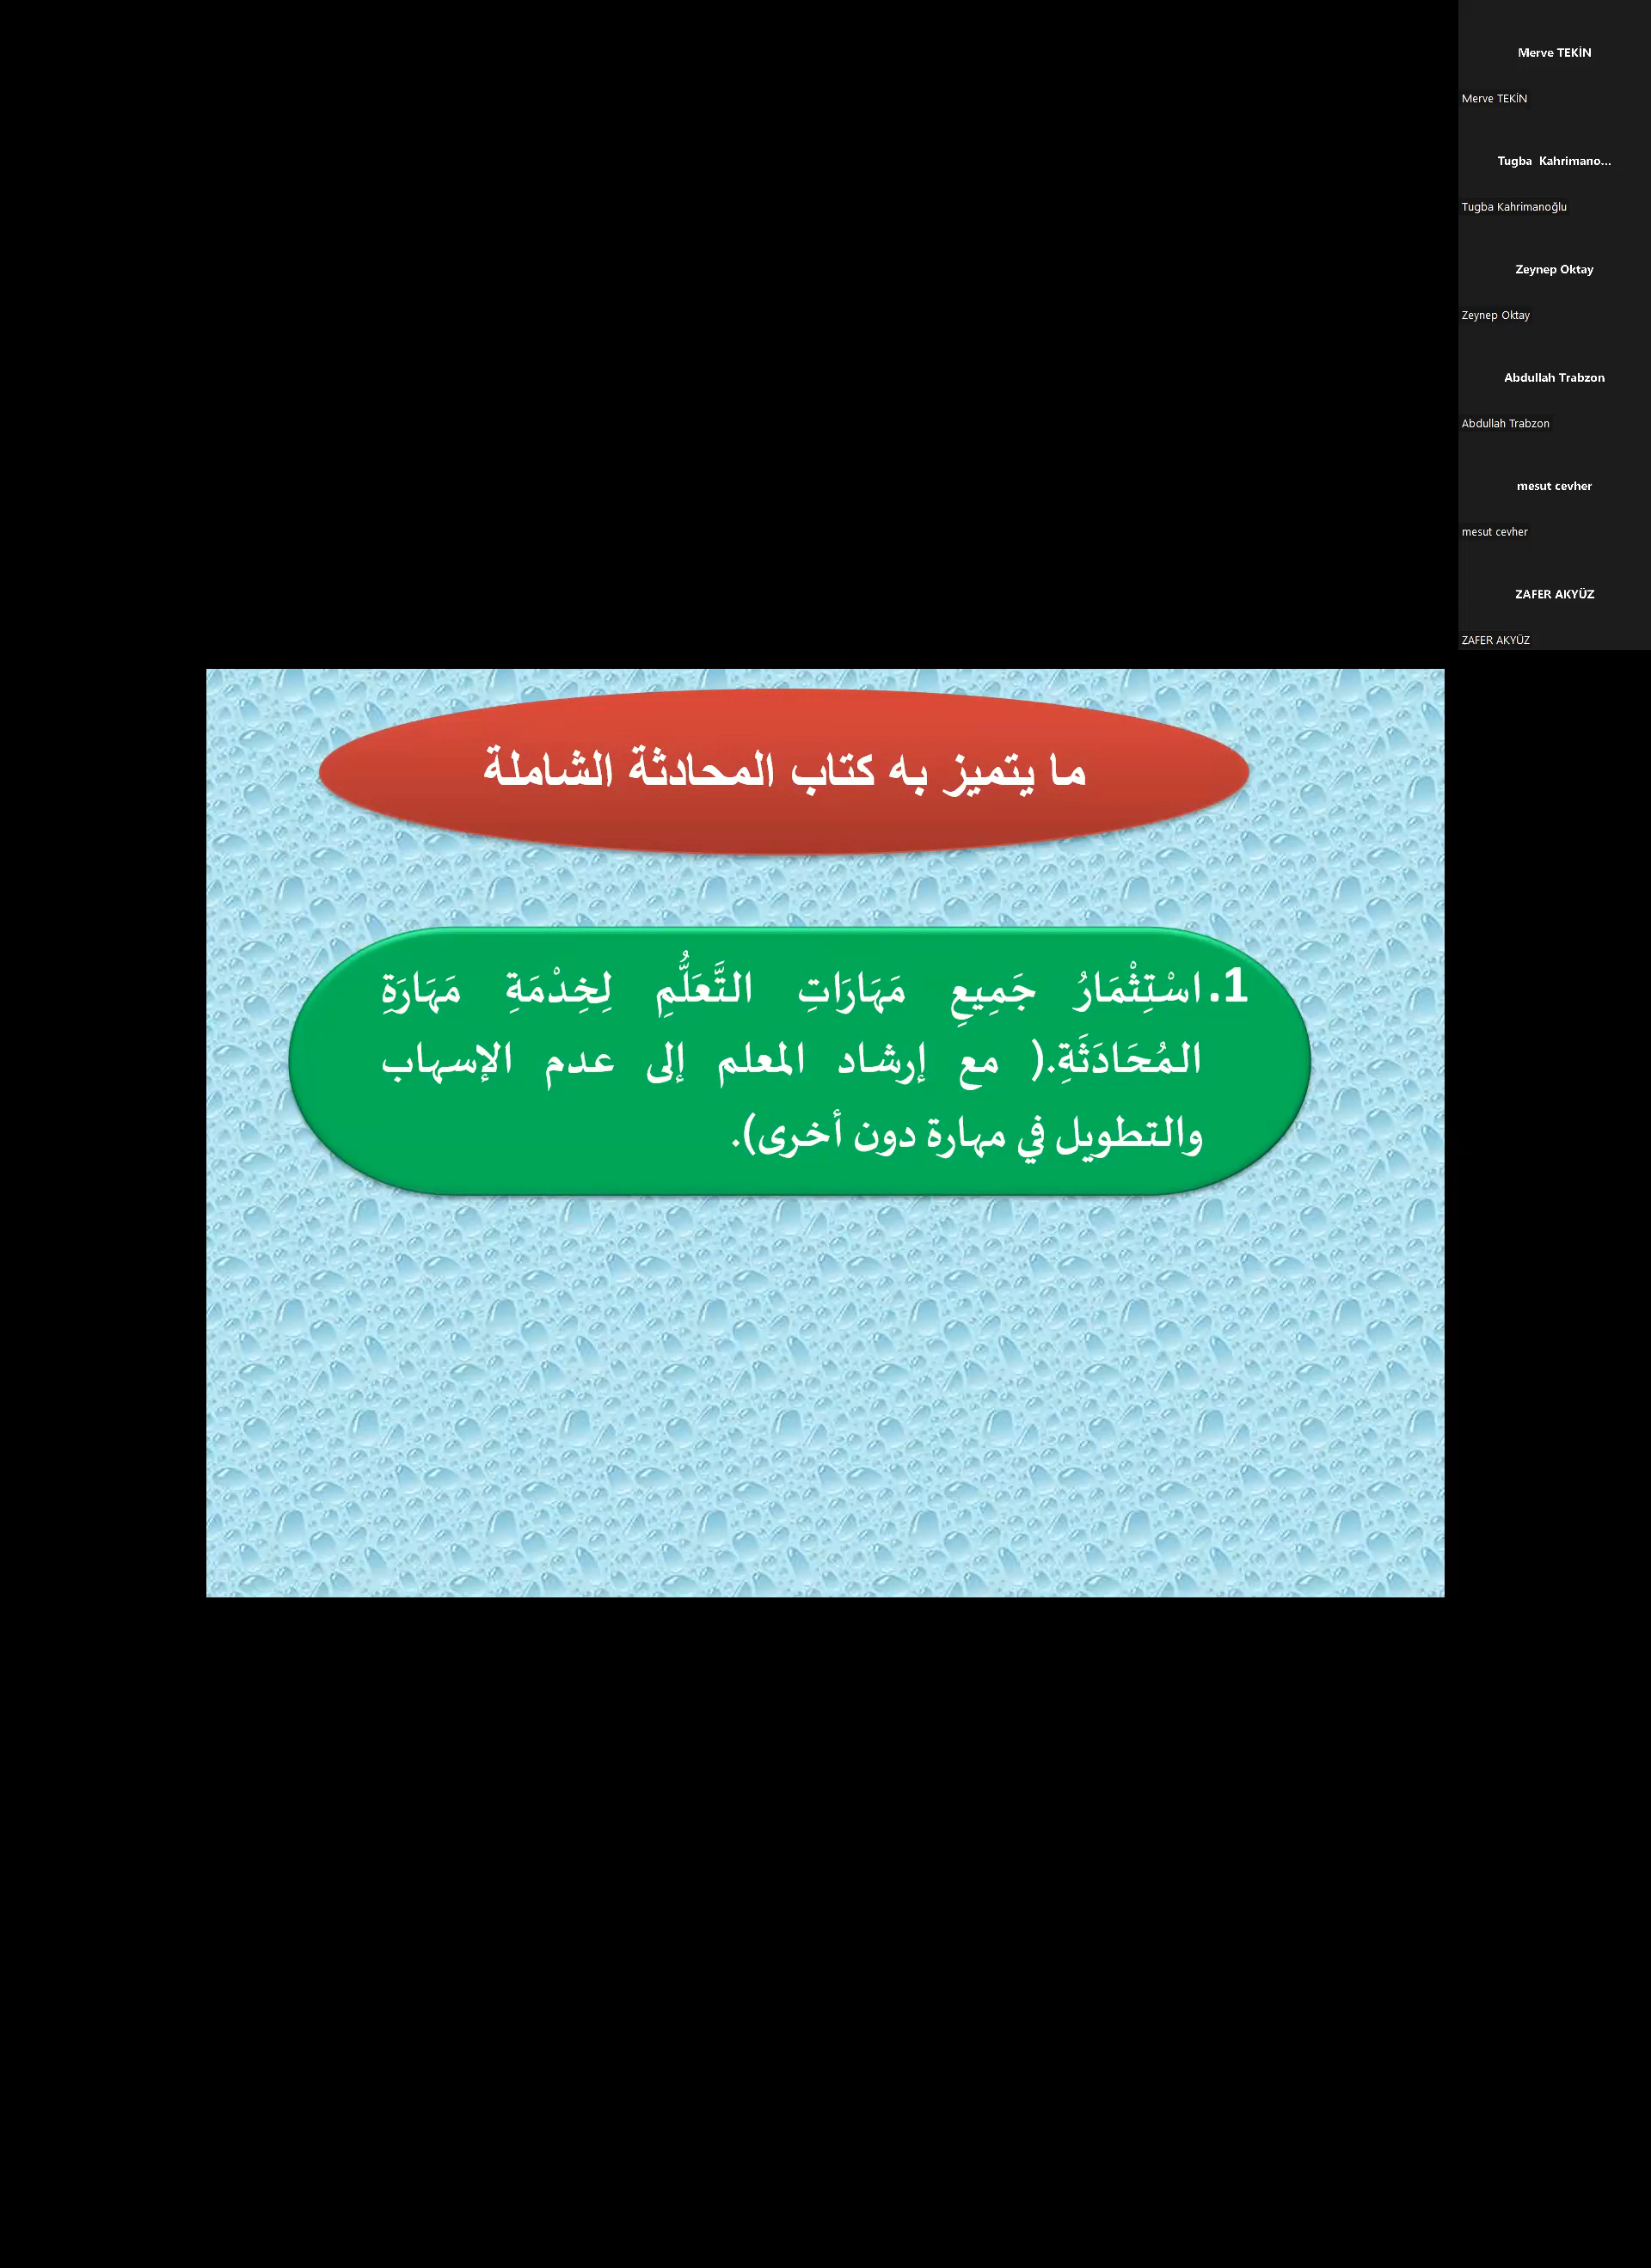 Merve TEKİN
Merve TEKİN
Tugba Kahrimano...
Tugba Kahrimanoğlu
Zeynep Oktay
Zeynep Oktay
Abdullah Trabzon
Abdullah Trabzon
mesut cevher
mesut cevher
ZAFER AKYÜZ
ZAFER AKYÜZ
ما يتميز به كتاب المحادثة الشاملة
1. اسْتِثْمَارُ جَمِيعِ مَهَارَاتِ التَّعَلُّمِ لِخِدْمَةِ مَهَارَةِ
المُحَادَثَةِ.( مع إرشاد المعلم إلى عدم الإسهاب
والتطويل في مهارة دون أخرى).